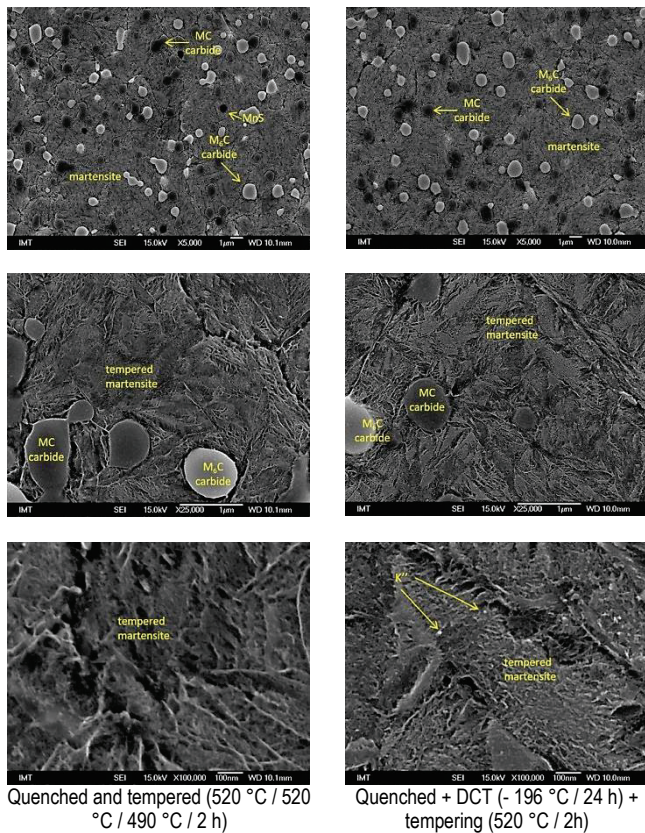 MC
carbide
MnS
M₆C
carbide
martensite
IMT SEI 15.0kV X5,000 1μm WD 10.1mm
M₆C
carbide
MC
carbide
martensite
IMT SEI 15.0kV X5,000 1μm WD 10.0mm
tempered
martensite
MC
carbide
M₆C
carbide
IMT SEI 15.0kV X25,000 1μm WD 10.1mm
tempered
martensite
MC
carbide
M₆C
carbide
IMT SEI 15.0kV X25,000 1μm WD 10.0mm
tempered
martensite
IMT SEI 15.0kV X100,000 100nm WD 10.1mm
K''
tempered
martensite
IMT SEI 15.0kV X100,000 100nm WD 10.0mm
Quenched and tempered (520 °C / 520
°C / 490 °C / 2 h)
Quenched + DCT (- 196 °C / 24 h) +
tempering (520 °C / 2h)